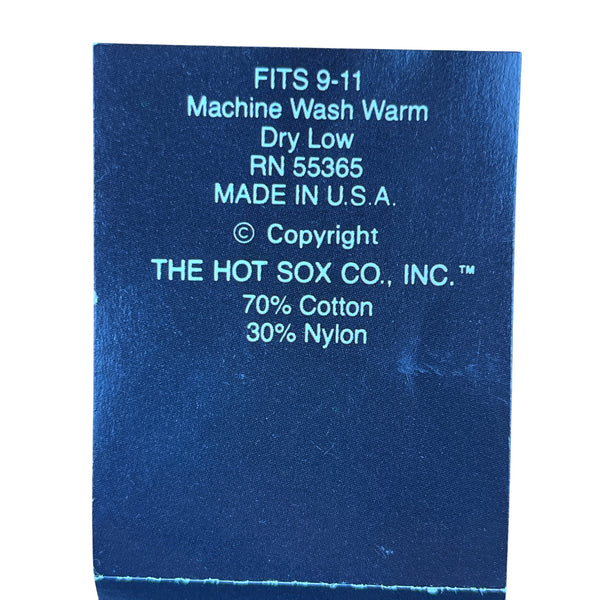 FITS 9-11
Machine Wash Warm
Dry Low
RN 55365
MADE IN U.S.A.
© Copyright
THE HOT SOX CO., INC.™
70% Cotton
30% Nylon